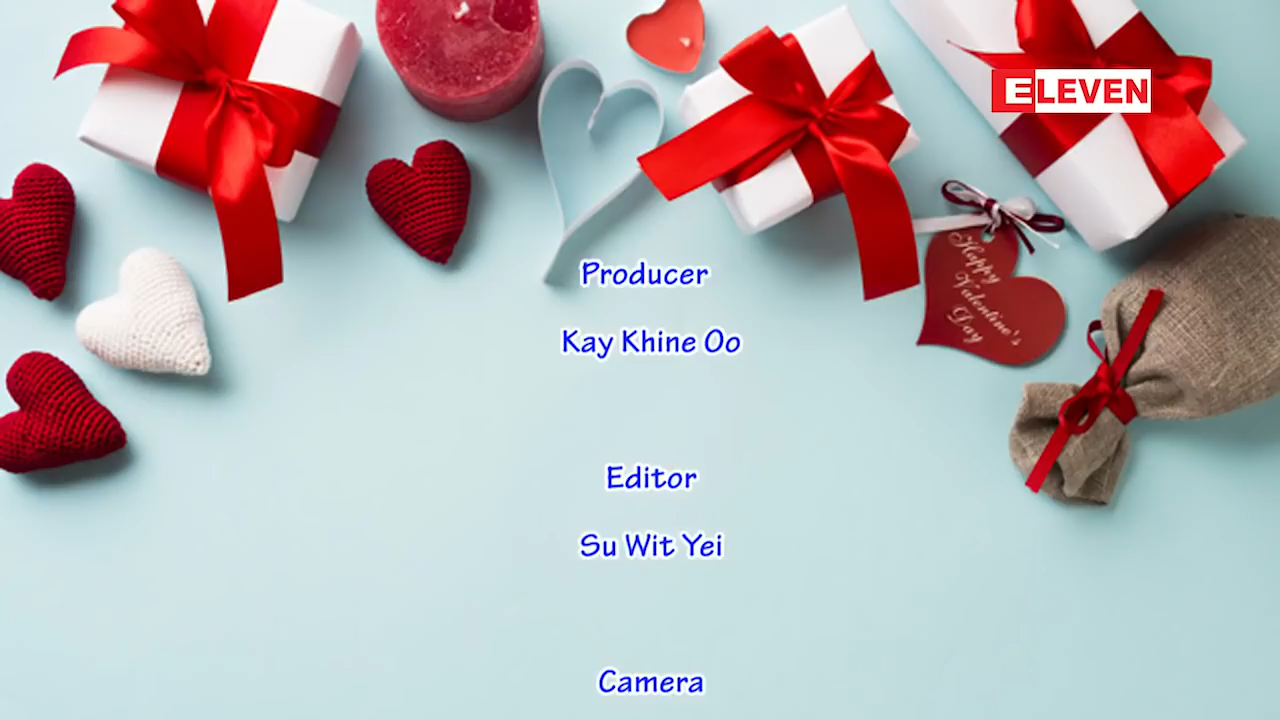 ELEVEN
Happy
Valentine's
Day
Producer
Kay Khine Oo
Editor
Su Wit Yei
Camera